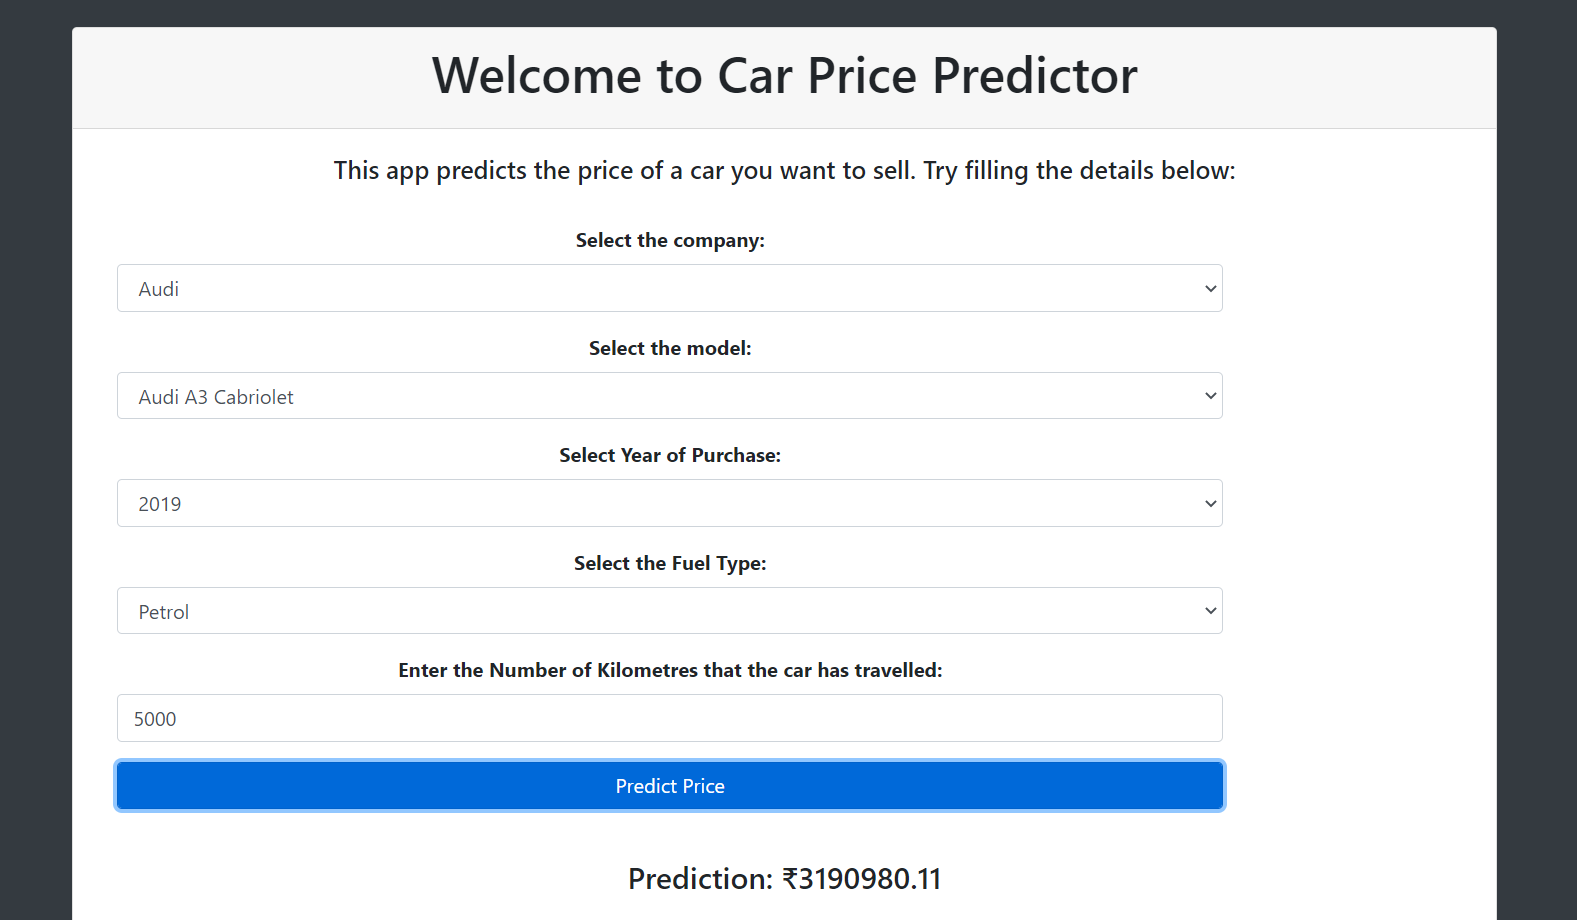 Welcome to Car Price Predictor
This app predicts the price of a car you want to sell. Try filling the details below:
Select the company:
Audi
Select the model:
Audi A3 Cabriolet
Select Year of Purchase:
2019
Select the Fuel Type:
Petrol
Enter the Number of Kilometres that the car has travelled:
5000
Predict Price
Prediction: ₹3190980.11